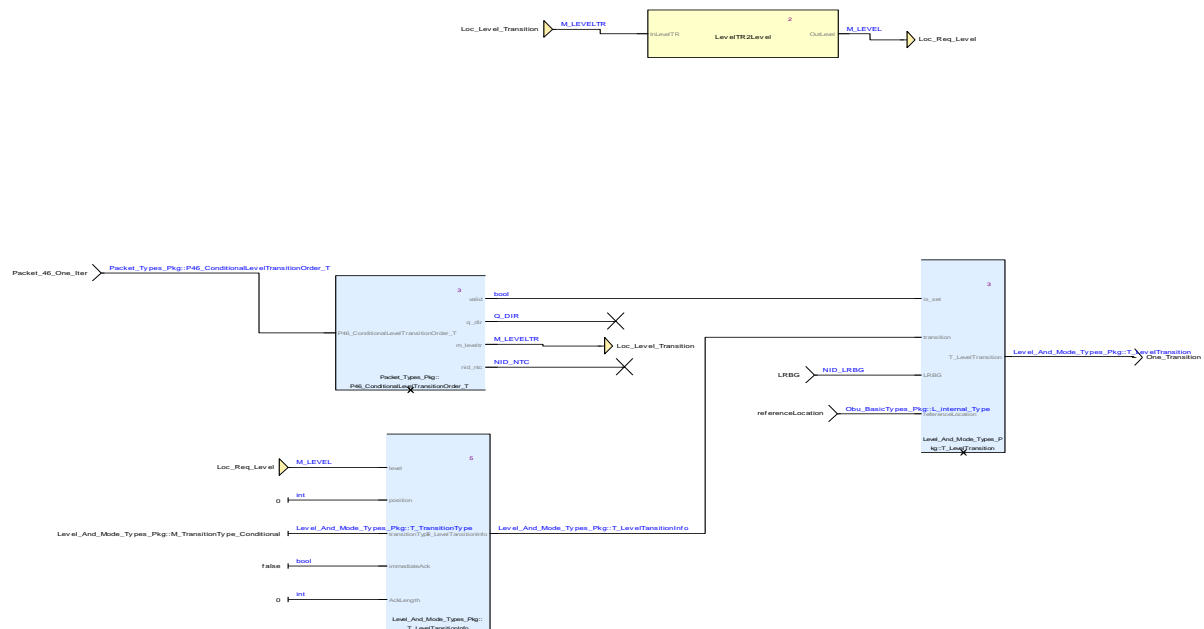 2
Loc_Level_Transition
M_LEVELTR
InLevelTR
LevelTR2Level
OutLevel
M_LEVEL
Loc_Req_Level
Packet_46_One_Iter
Packet_Types_Pkg::P46_ConditionalLevelTransitionOrder_T
3
P46_ConditionalLevelTransitionOrder_T
valid
bool
q_dir
Q_DIR
m_leveltr
M_LEVELTR
Loc_Level_Transition
nid_ntc
NID_NTC
Packet_Types_Pkg::
P46_ConditionalLevelTransitionOrder_T
3
is_set
transition
T_LevelTransition
Level_And_Mode_Types_Pkg::T_LevelTransition
One_Transition
LRBG
NID_LRBG
LRBG
referenceLocation
Obu_BasicTypes_Pkg::L_internal_Type
referenceLocation
Level_And_Mode_Types_P
kg::T_LevelTransition
5
Loc_Req_Level
M_LEVEL
level
0
int
position
Level_And_Mode_Types_Pkg::M_TransitionType_Conditional
Level_And_Mode_Types_Pkg::T_TransitionType
Level_And_Mode_Types_Pkg::T_LevelTansitionInfo
false
bool
immediateAck
0
int
AckLength
Level_And_Mode_Types_Pkg::
T_LevelTansitionInfo